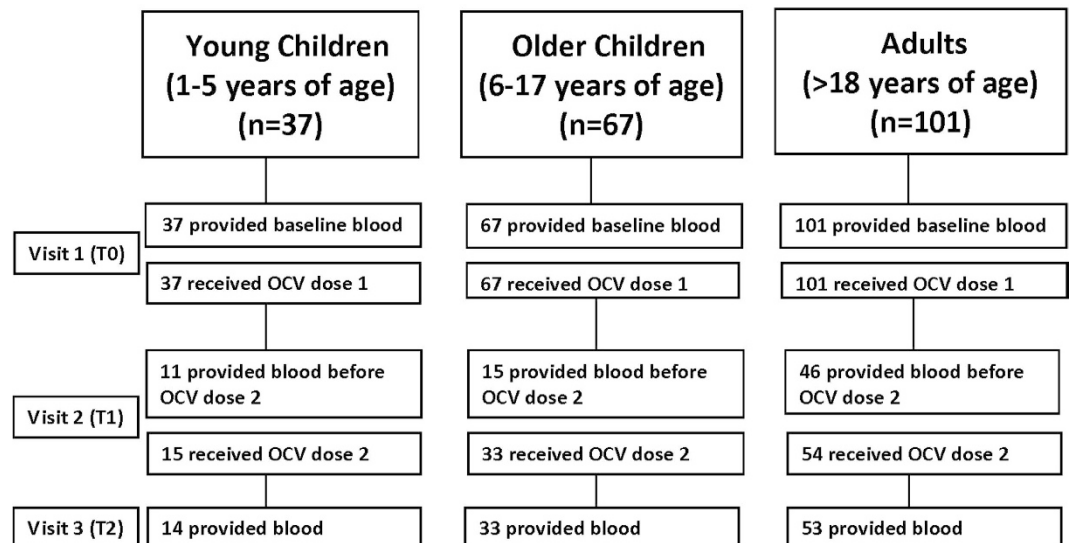 Young Children
(1-5 years of age)
(n=37)
Older Children
(6-17 years of age)
(n=67)
Adults
(>18 years of age)
(n=101)
Visit 1 (T0)
37 provided baseline blood
67 provided baseline blood
101 provided baseline blood
37 received OCV dose 1
67 received OCV dose 1
101 received OCV dose 1
Visit 2 (T1)
11 provided blood before
OCV dose 2
15 provided blood before
OCV dose 2
46 provided blood before
OCV dose 2
15 received OCV dose 2
33 received OCV dose 2
54 received OCV dose 2
Visit 3 (T2)
14 provided blood
33 provided blood
53 provided blood